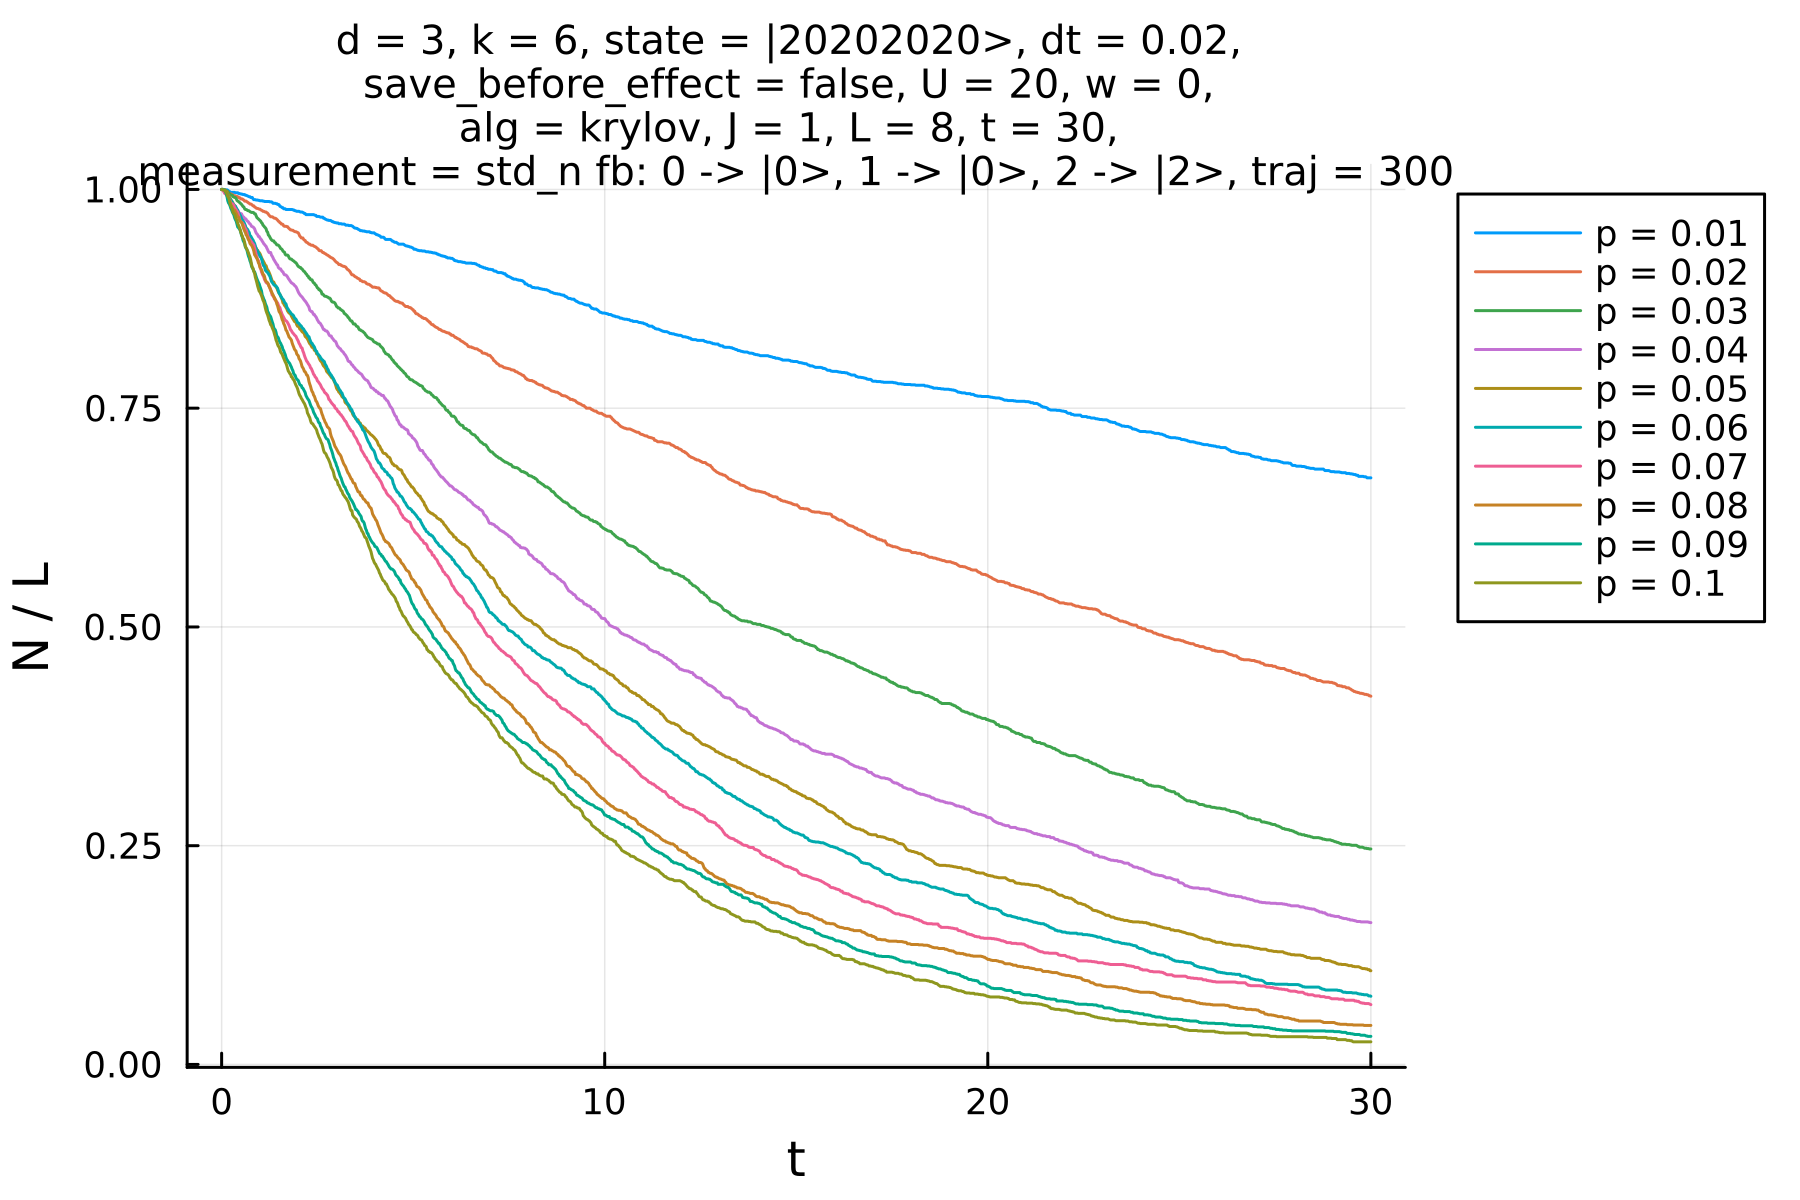 d = 3, k = 6, state = |20202020>, dt = 0.02,
save_before_effect = false, U = 20, w = 0,
alg = krylov, J = 1, L = 8, t = 30,
measurement = std_n fb: 0 -> |0>, 1 -> |0>, 2 -> |2>, traj = 300
1.00
0.75
0.50
0.25
0.00
N / L
0 10 20 30
t
p = 0.01
p = 0.02
p = 0.03
p = 0.04
p = 0.05
p = 0.06
p = 0.07
p = 0.08
p = 0.09
p = 0.1